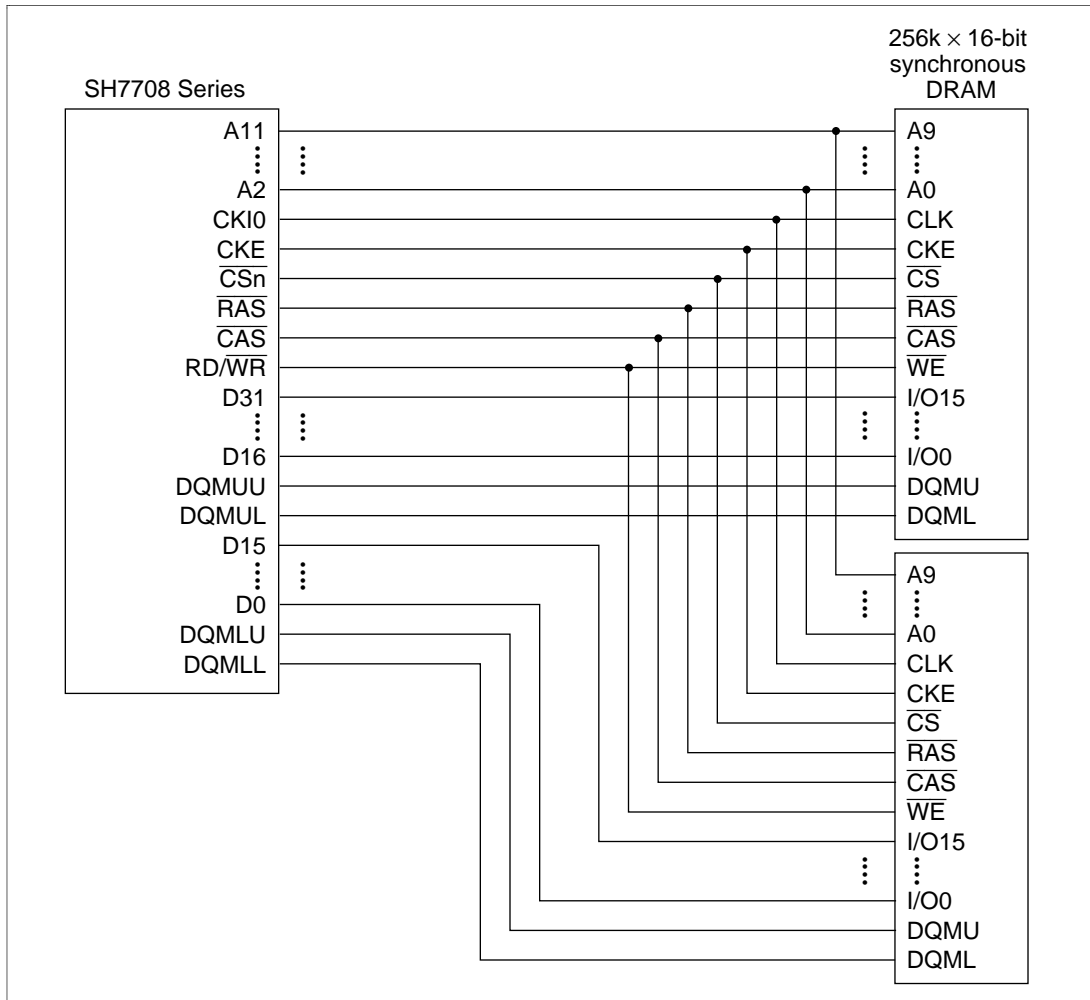 256k × 16-bit
synchronous
DRAM
SH7708 Series
A11
A2
CKI0
CKE
CSn
RAS
CAS
RD/WR
D31
D16
DQMUU
DQMUL
D15
D0
DQMLU
DQMLL
A9
A0
CLK
CKE
CS
RAS
CAS
WE
I/O15
I/O0
DQMU
DQML
A9
A0
CLK
CKE
CS
RAS
CAS
WE
I/O15
I/O0
DQMU
DQML